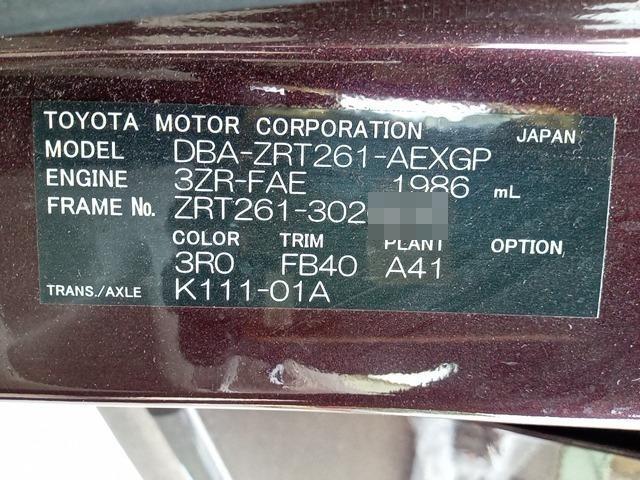 TOYOTA MOTOR CORPORATION JAPAN
MODEL DBA-ZRT261-AEXGP
ENGINE 3ZR-FAE 1986 mL
FRAME No. ZRT261-302
COLOR TRIM PLANT OPTION
3R0 FB40 A41
TRANS./AXLE K111-01A